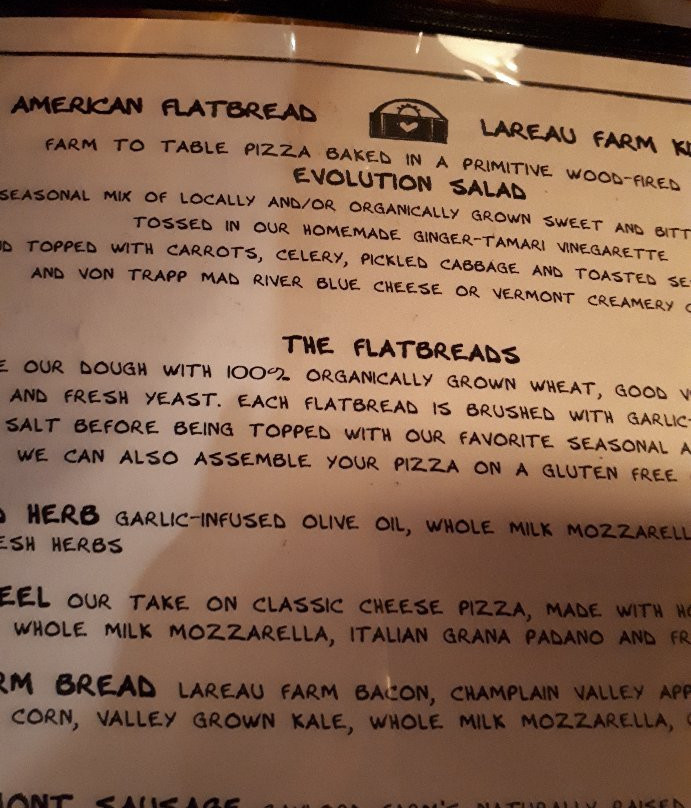 AMERICAN FLATBREAD LAREAU FARM
FARM TO TABLE PIZZA BAKED IN A PRIMITIVE WOOD-FIRED
EVOLUTION SALAD
SEASONAL MIX OF LOCALLY AND/OR ORGANICALLY GROWN SWEET AND
TOSSED IN OUR HOMEMADE GINGER-TAMARI VINEGARETTE
TOPPED WITH CARROTS, CELERY, PICKLED CABBAGE AND TOASTED
AND VON TRAPP MAD RIVER BLUE CHEESE OR VERMONT CREAMERY
THE FLATBREADS
OUR DOUGH WITH 100% ORGANICALLY GROWN WHEAT, GOOD
AND FRESH YEAST. EACH FLATBREAD IS BRUSHED WITH GARLIC-
SALT BEFORE BEING TOPPED WITH OUR FAVORITE SEASONAL
WE CAN ALSO ASSEMBLE YOUR PIZZA ON A GLUTEN FREE
HERB GARLIC-INFUSED OLIVE OIL, WHOLE MILK
HERBS
OUR TAKE ON CLASSIC CHEESE PIZZA, MADE WITH
WHOLE MILK MOZZARELLA, ITALIAN GRANA PADANO AND
BREAD LAREAU FARM BACON, CHAMPLAIN VALLEY
CORN, VALLEY GROWN KALE, WHOLE MILK MOZZARELLA,
SAUSAGE